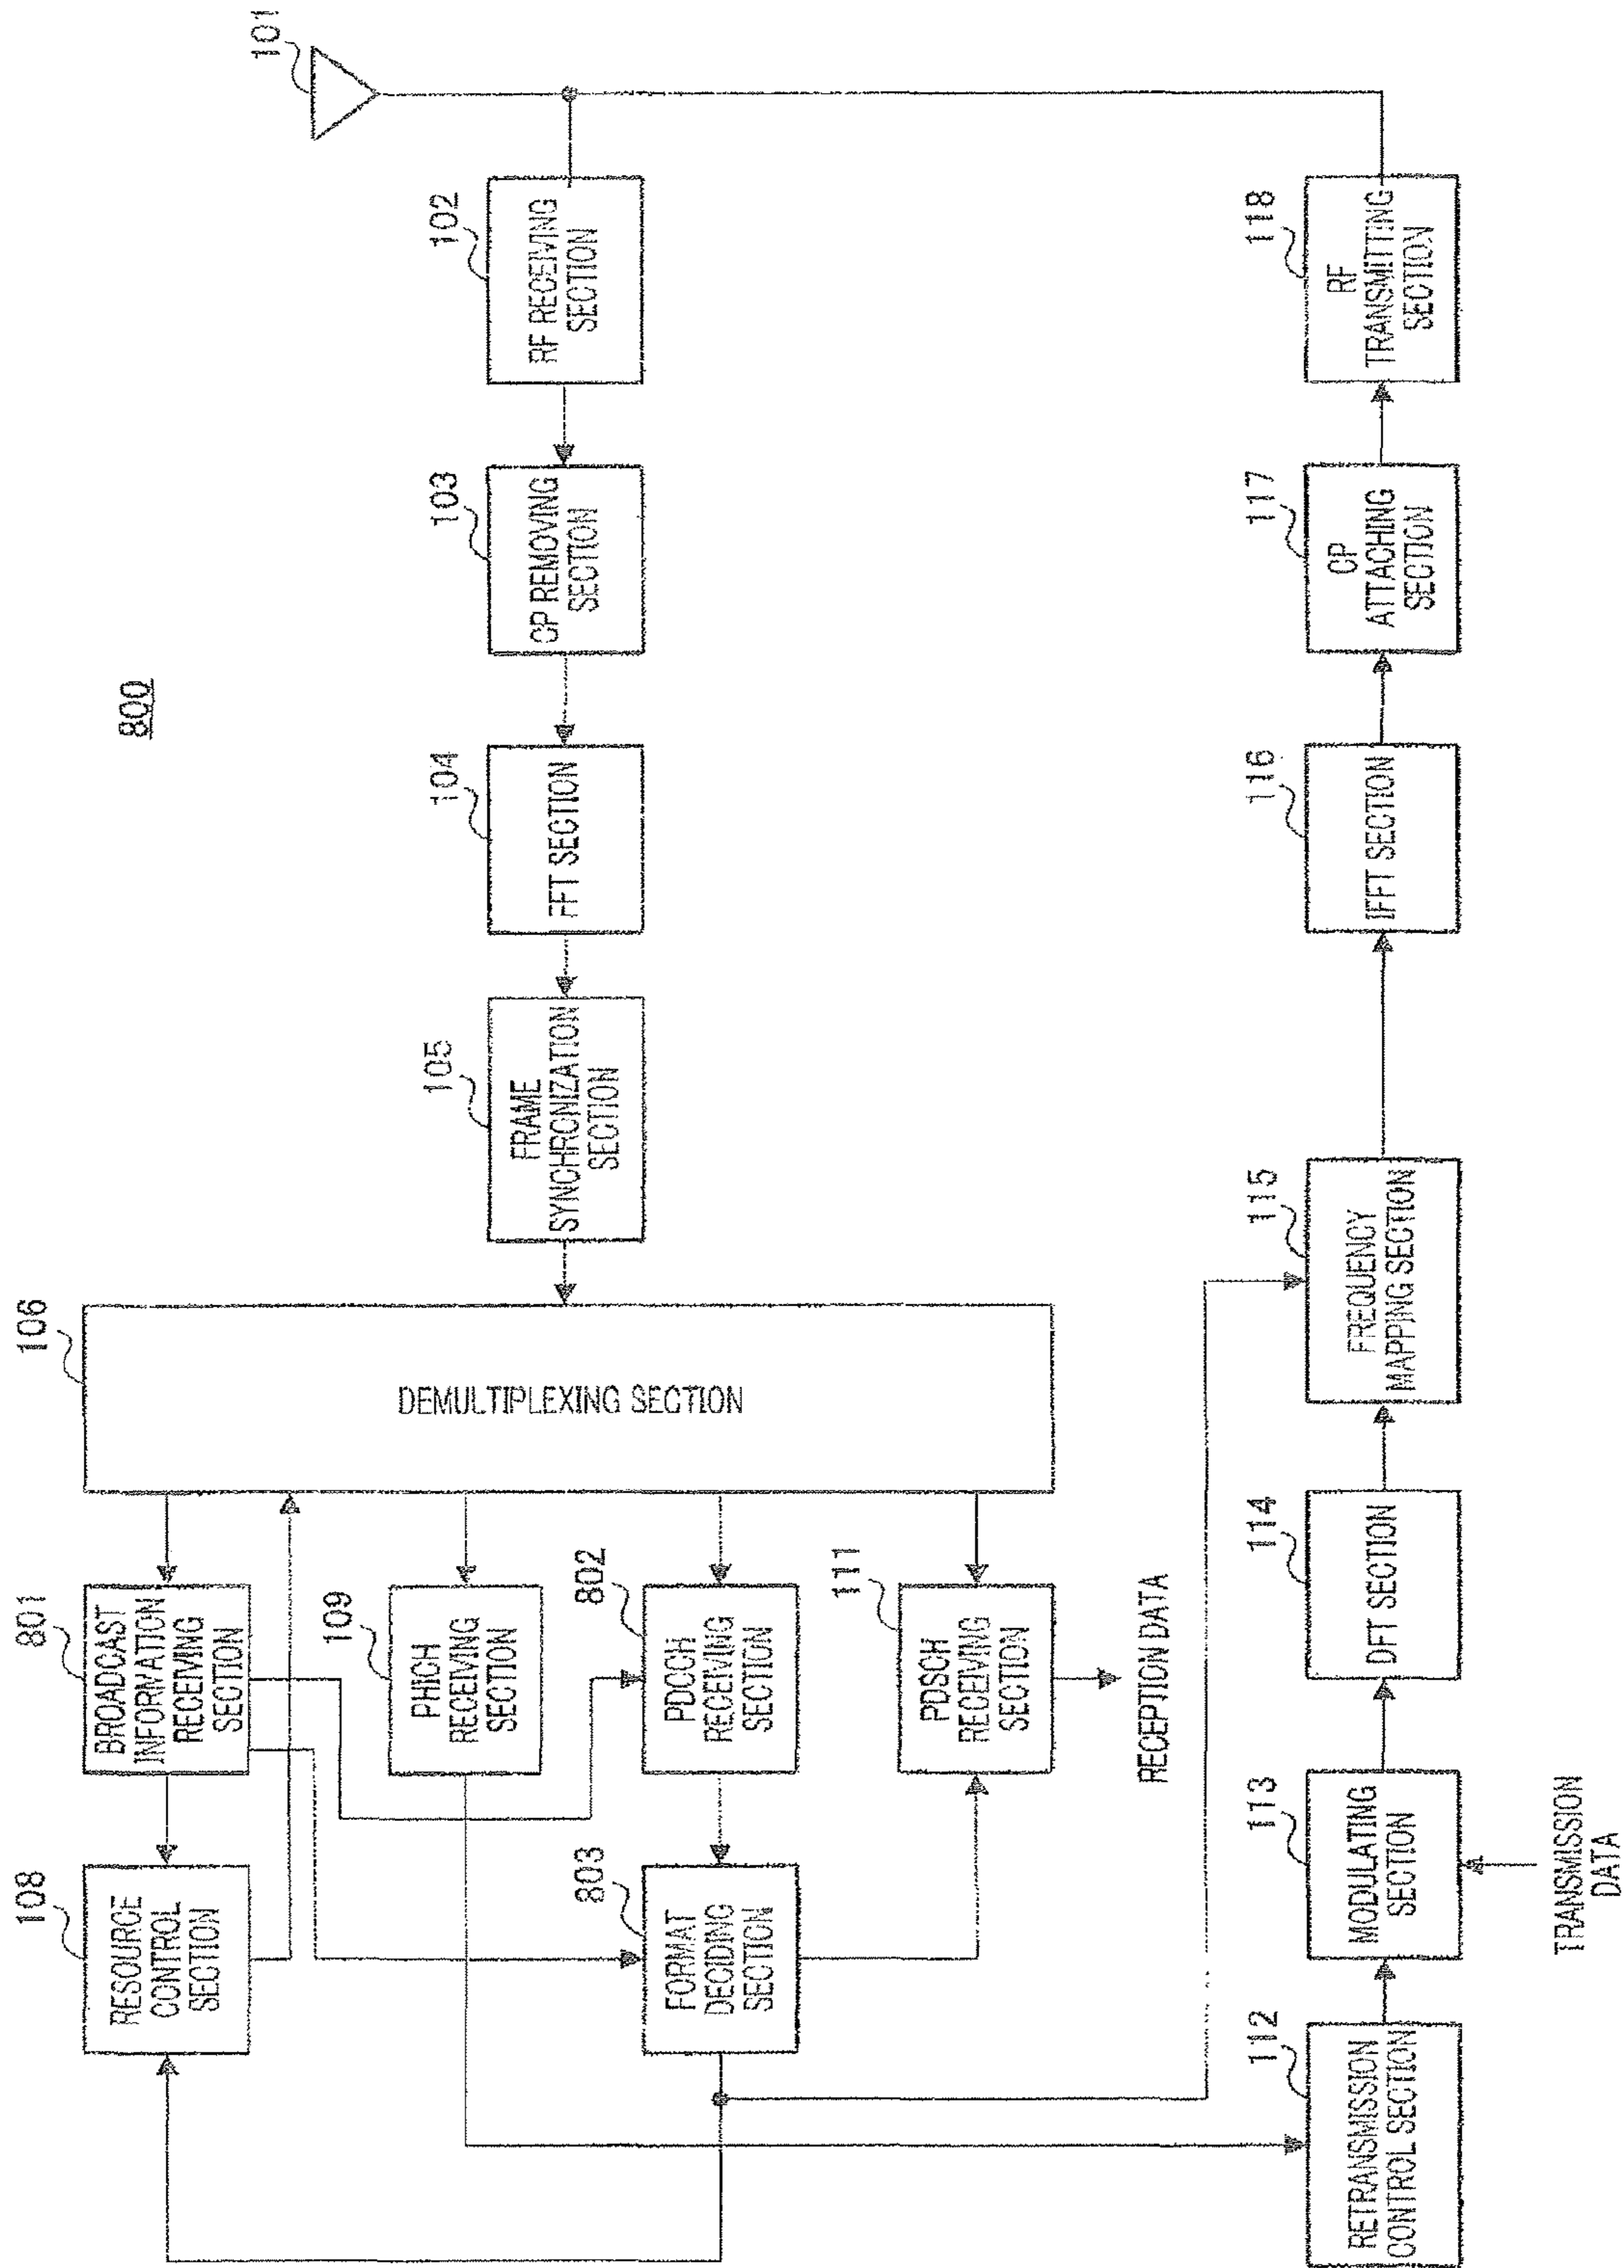 800
101
102
RF RECEIVING
SECTION
103
CP REMOVING
SECTION
104
FFT SECTION
105
FRAME
SYNCHRONIZATION
SECTION
106
DEMULTIPLEXING SECTION
801
BROADCAST
INFORMATION
RECEIVING
SECTION
108
RESOURCE
CONTROL
SECTION
109
PHICH
RECEIVING
SECTION
802
PDCCH
RECEIVING
SECTION
803
FORMAT
DECIDING
SECTION
111
PDSCH
RECEIVING
SECTION
RECEPTION DATA
112
RETRANSMISSION
CONTROL SECTION
113
MODULATING
SECTION
TRANSMISSION
DATA
114
DFT SECTION
115
FREQUENCY
MAPPING SECTION
116
IFFT SECTION
117
CP
ATTACHING
SECTION
118
RF
TRANSMITTING
SECTION